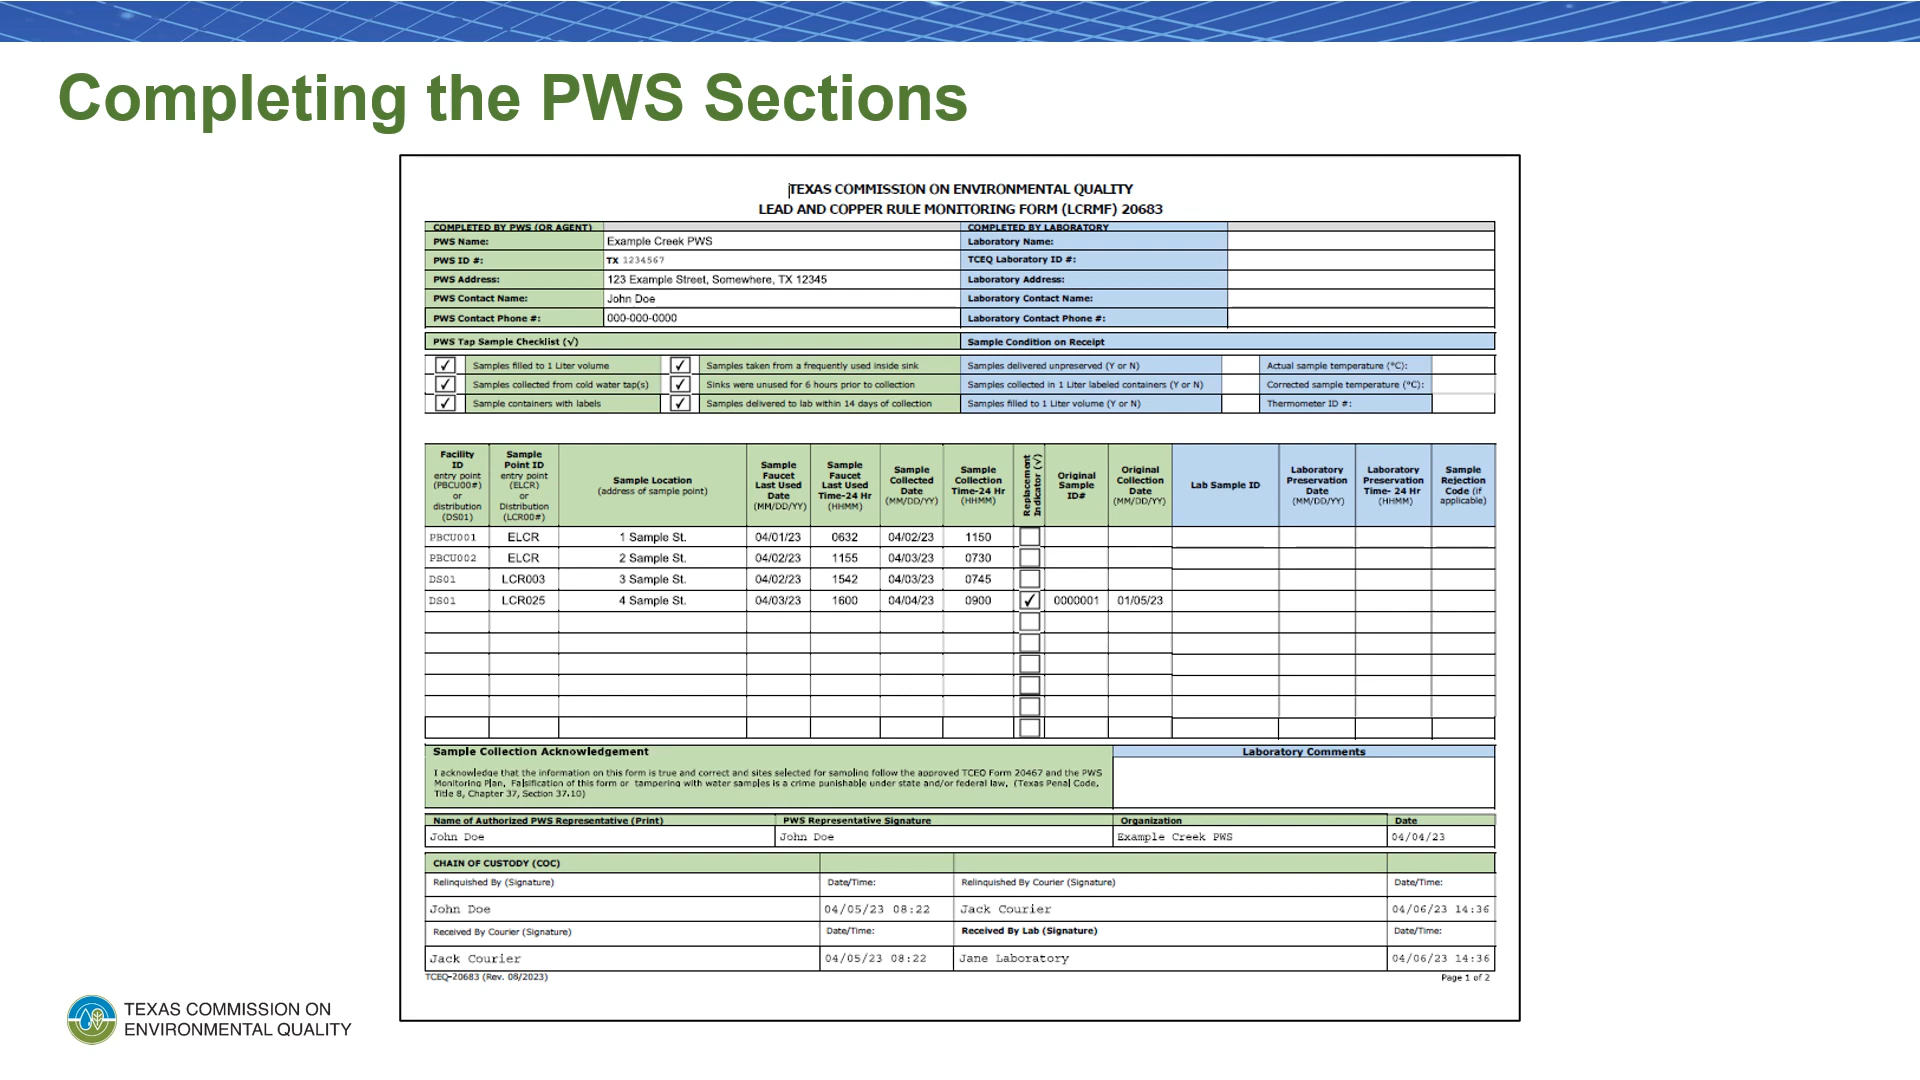 Completing the PWS Sections
TEXAS COMMISSION ON ENVIRONMENTAL QUALITY
LEAD AND COPPER RULE MONITORING FORM (LCRMF) 20683
COMPLETED BY PWS (OR AGENT) COMPLETED BY LABORATORY
PWS Name: Example Creek PWS Laboratory Name:
PWS ID #: TX 1234567 TCEQ Laboratory ID #:
PWS Address: 123 Example Street, Somewhere, TX 12345 Laboratory Address:
PWS Contact Name: John Doe Laboratory Contact Name:
PWS Contact Phone #: 000-000-0000 Laboratory Contact Phone #:
PWS Tap Sample Checklist (√) Sample Condition on Receipt
✓ Samples filled to 1 Liter volume ✓ Samples taken from a frequently used inside sink Samples delivered unpreserved (Y or N) Actual sample temperature (°C):
✓ Samples collected from cold water tap(s) ✓ Sinks were unused for 6 hours prior to collection Samples collected in 1 Liter labeled containers (Y or N) Corrected sample temperature (°C):
✓ Sample containers with labels ✓ Samples delivered to lab within 14 days of collection Samples filled to 1 Liter volume (Y or N) Thermometer ID #:
Facility ID entry point (PBCU00#) or distribution (DS01)
Sample Point ID entry point (ELCR) or Distribution (LCR00#)
Sample Location (address of sample point)
Sample Faucet Last Used Date (MM/DD/YY)
Sample Faucet Last Used Time-24 Hr (HHMM)
Sample Collected Date (MM/DD/YY)
Sample Collection Time-24 Hr (HHMM)
Replacement Indicator (√)
Original Sample ID#
Original Collection Date (MM/DD/YY)
Lab Sample ID
Laboratory Preservation Date (MM/DD/YY)
Laboratory Preservation Time- 24 Hr (HHMM)
Sample Rejection Code (if applicable)
PBCU001 ELCR 1 Sample St. 04/01/23 0632 04/02/23 1150
PBCU002 ELCR 2 Sample St. 04/02/23 1155 04/03/23 0730
DS01 LCR003 3 Sample St. 04/02/23 1542 04/03/23 0745
DS01 LCR025 4 Sample St. 04/03/23 1600 04/04/23 0900 ✓ 0000001 01/05/23
Sample Collection Acknowledgement Laboratory Comments
I acknowledge that the information on this form is true and correct and sites selected for sampling follow the approved TCEQ Form 20467 and the PWS
Monitoring Plan. Falsification of this form or tampering with water samples is a crime punishable under state and/or federal law. (Texas Penal Code,
Title 8, Chapter 37, Section 37.10)
Name of Authorized PWS Representative (Print) PWS Representative Signature Organization Date
John Doe John Doe Example Creek PWS 04/04/23
CHAIN OF CUSTODY (COC)
Relinquished By (Signature) Date/Time: Relinquished By Courier (Signature) Date/Time:
John Doe 04/05/23 08:22 Jack Courier 04/06/23 14:36
Received By Courier (Signature) Date/Time: Received By Lab (Signature) Date/Time:
Jack Courier 04/05/23 08:22 Jane Laboratory 04/06/23 14:36
TCEQ-20683 (Rev. 08/2023) Page 1 of 2
TEXAS COMMISSION ON
ENVIRONMENTAL QUALITY